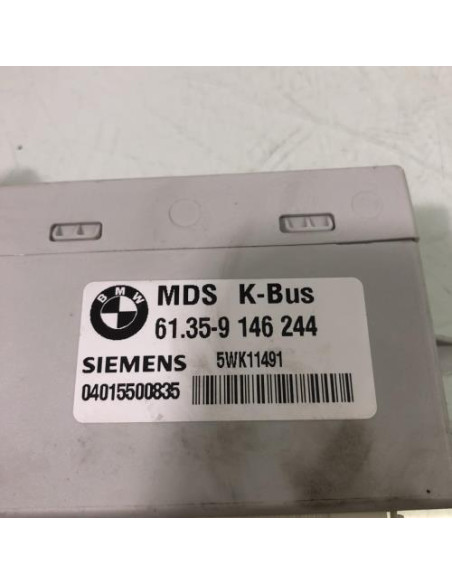 BMW
MDS K-Bus
61.35-9 146 244
SIEMENS 5WK11491
04015500835